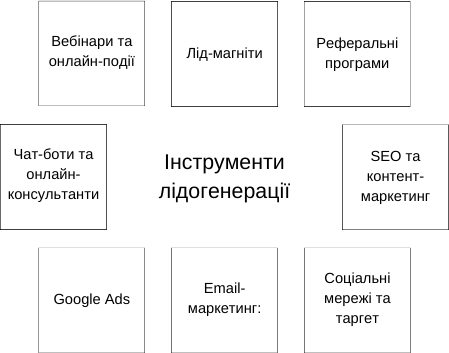 Вебінари та
онлайн-події
Лід-магніти
Реферальні
програми
Чат-боти та
онлайн-
консультанти
Інструменти
лідогенерації
SEO та
контент-
маркетинг
Google Ads
Email-
маркетинг:
Соціальні
мережі та
таргет